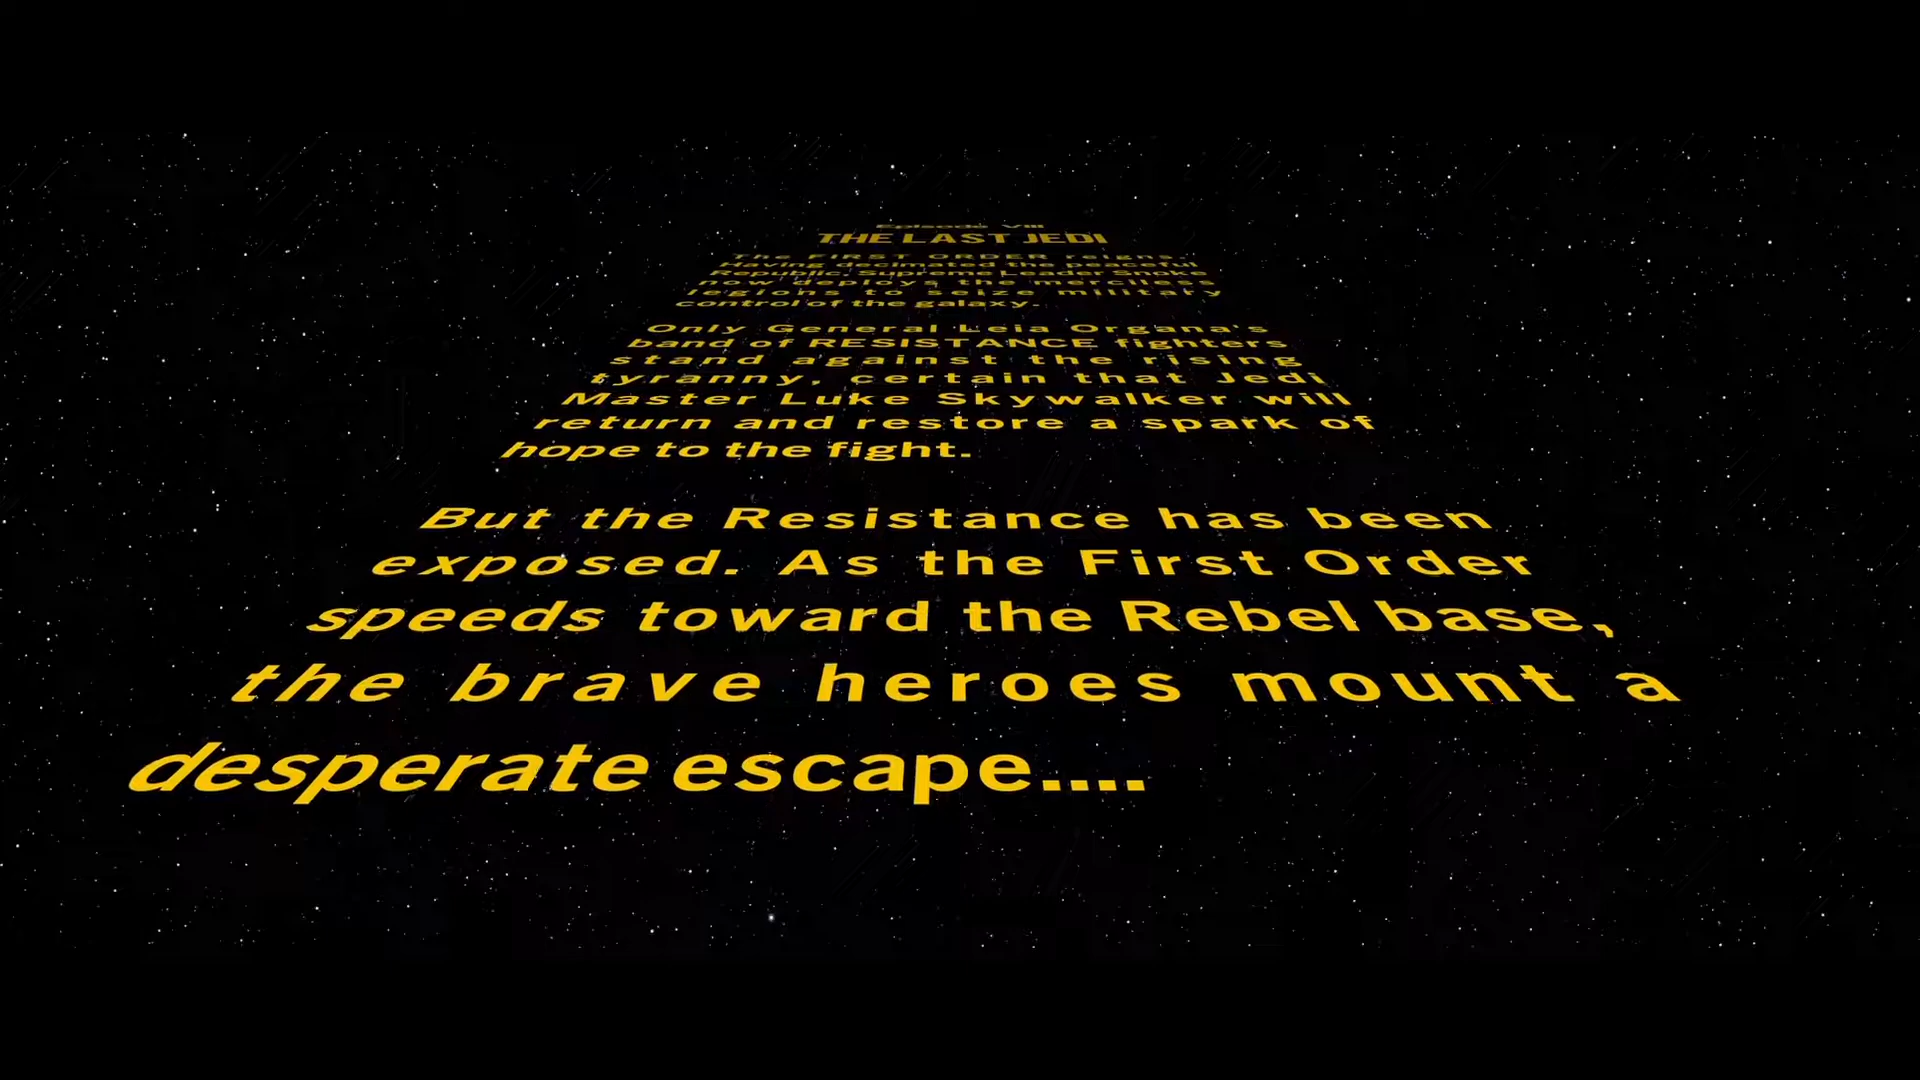 Episode VIII
THE LAST JEDI
The FIRST ORDER reigns.
Having decimated the peaceful
Republic, Supreme Leader Snoke
now deploys the merciless
legions to seize military
control of the galaxy.
Only General Leia Organa's
band of RESISTANCE fighters
stand against the rising
tyranny, certain that Jedi
Master Luke Skywalker will
return and restore a spark of
hope to the fight.
But the Resistance has been
exposed. As the First Order
speeds toward the Rebel base,
the brave heroes mount a
desperate escape....